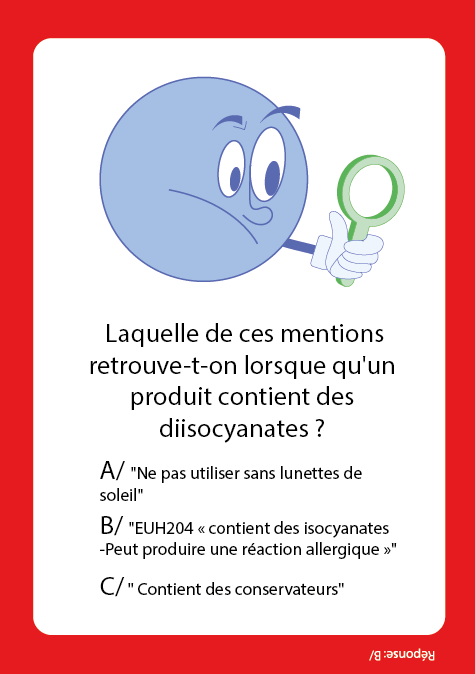 Laquelle de ces mentions
retrouve-t-on lorsque qu'un
produit contient des
diisocyanates ?
A/ "Ne pas utiliser sans lunettes de
soleil"
B/ "EUH204 « contient des isocyanates
-Peut produire une réaction allergique »"
C/ " Contient des conservateurs"
Réponse: B/